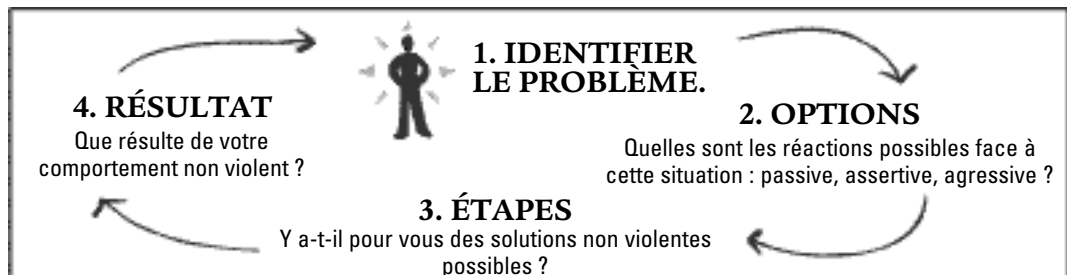 1. IDENTIFIER
LE PROBLÈME.
2. OPTIONS
Quelles sont les réactions possibles face à
cette situation : passive, assertive, agressive ?
3. ÉTAPES
Y a-t-il pour vous des solutions non violentes
possibles ?
4. RÉSULTAT
Que résulte de votre
comportement non violent ?